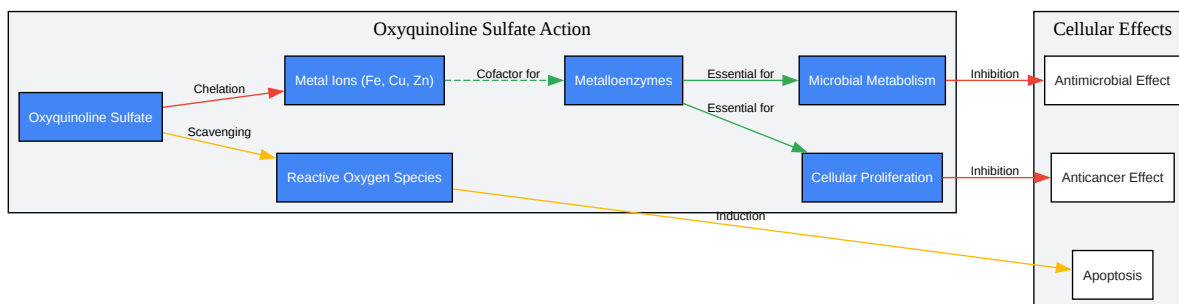 Oxyquinoline Sulfate Action
Cellular Effects
Oxyquinoline Sulfate
Chelation
Scavenging
Metal Ions (Fe, Cu, Zn)
Reactive Oxygen Species
Cofactor for
Metalloenzymes
Essential for
Essential for
Microbial Metabolism
Cellular Proliferation
Inhibition
Inhibition
Induction
Antimicrobial Effect
Anticancer Effect
Apoptosis